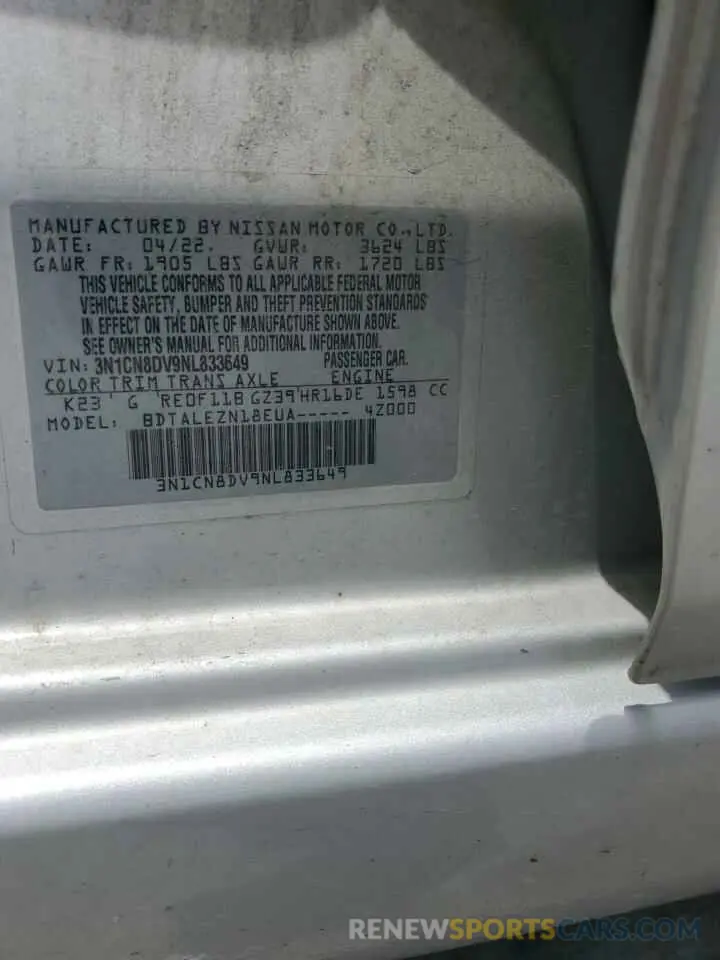 MANUFACTURED BY NISSAN MOTOR CO.,LTD.
DATE: 04/22. GVWR: 3624 LBS
GAWR FR: 1905 LBS GAWR RR: 1720 LBS
THIS VEHICLE CONFORMS TO ALL APPLICABLE FEDERAL MOTOR
VEHICLE SAFETY, BUMPER AND THEFT PREVENTION STANDARDS
IN EFFECT ON THE DATE OF MANUFACTURE SHOWN ABOVE.
SEE OWNER'S MANUAL FOR ADDITIONAL INFORMATION.
VIN: 3N1CN8DV9NL833649 PASSENGER CAR.
COLOR TRIM TRANS AXLE ENGINE
K23 G RE0F11B GZ39 HR16DE 1598 CC
MODEL: BDTALEZN18EUA----- 4Z000
3N1CN8DV9NL833649
RENEWSPORTSCARS.COM